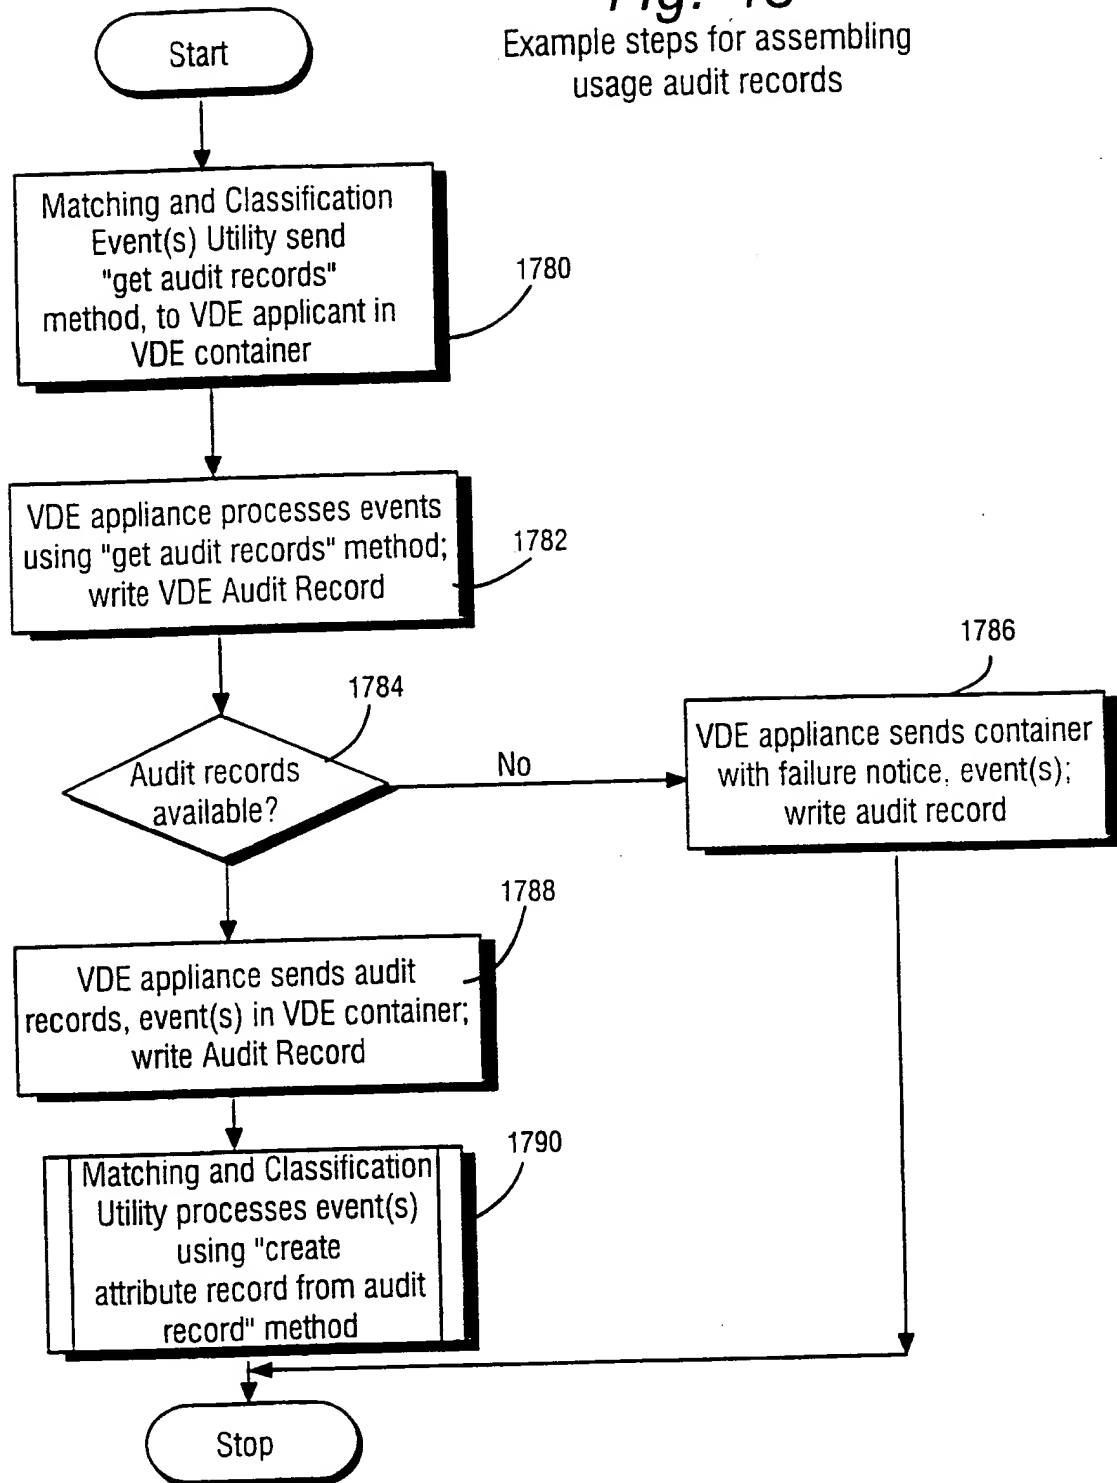 Example steps for assembling
usage audit records
Start
Matching and Classification
Event(s) Utility send
"get audit records"
method, to VDE applicant in
VDE container
1780
VDE appliance processes events
using "get audit records" method;
write VDE Audit Record
1782
Audit records
available?
1784
No
VDE appliance sends container
with failure notice, event(s);
write audit record
1786
VDE appliance sends audit
records, event(s) in VDE container;
write Audit Record
1788
Matching and Classification
Utility processes event(s)
using "create
attribute record from audit
record" method
1790
Stop